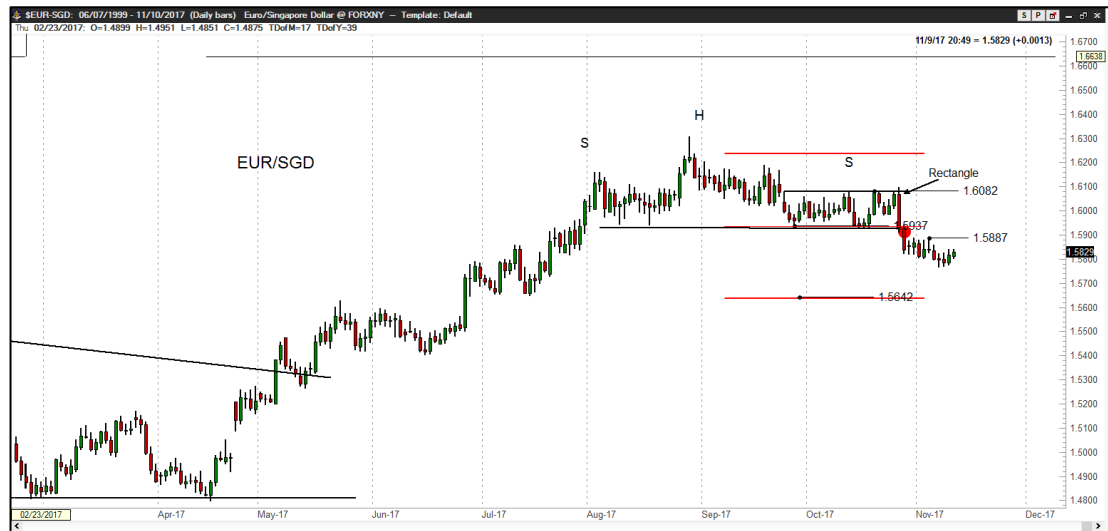 $EUR-SGD: 06/07/1999 - 11/10/2017 (Daily bars) Euro/Singapore Dollar @ FORXNY -- Template: Default
S P
Thu 02/23/2017: O=1.4899 H=1.4951 L=1.4851 C=1.4875 TDofM=17 TDofY=39
11/9/17 20:49 = 1.5829 (+0.0013)
1.6700
1.6638
1.6600
1.6500
1.6400
1.6300
1.6200
1.6100
1.6000
1.5900
1.5829
1.5800
1.5700
1.5600
1.5500
1.5400
1.5300
1.5200
1.5100
1.5000
1.4900
1.4800
H
S
EUR/SGD
S
Rectangle
1.6082
1.5937
1.5887
1.5642
02/23/2017 Apr-17 May-17 Jun-17 Jul-17 Aug-17 Sep-17 Oct-17 Nov-17 Dec-17